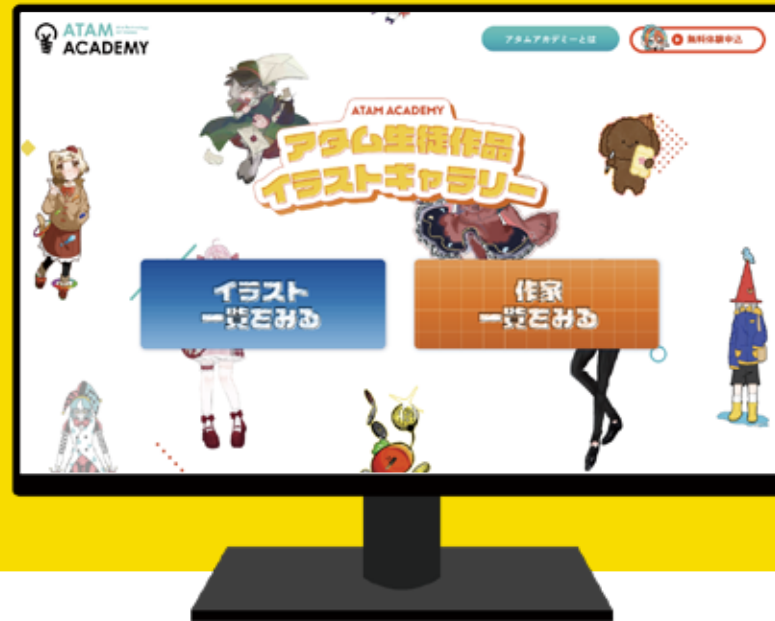 ATAM
ACADEMY
アタムアカデミーとは
無料体験申込
ATAM ACADEMY
アタム生徒作品
イラストギャラリー
イラスト
一覧をみる
作家
一覧をみる